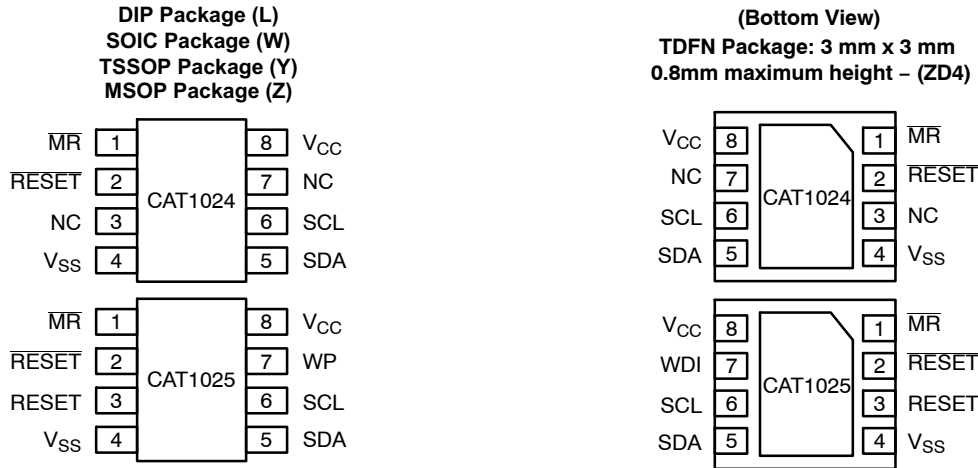 DIP Package (L)
SOIC Package (W)
TSSOP Package (Y)
MSOP Package (Z)
MR 1 8 VCC
RESET 2 7 NC
CAT1024
NC 3 6 SCL
VSS 4 5 SDA
MR 1 8 VCC
RESET 2 7 WP
CAT1025
RESET 3 6 SCL
VSS 4 5 SDA
(Bottom View)
TDFN Package: 3 mm x 3 mm
0.8mm maximum height – (ZD4)
VCC 8 1 MR
NC 7 2 RESET
CAT1024
SCL 6 3 NC
SDA 5 4 VSS
VCC 8 1 MR
WDI 7 2 RESET
CAT1025
SCL 6 3 RESET
SDA 5 4 VSS